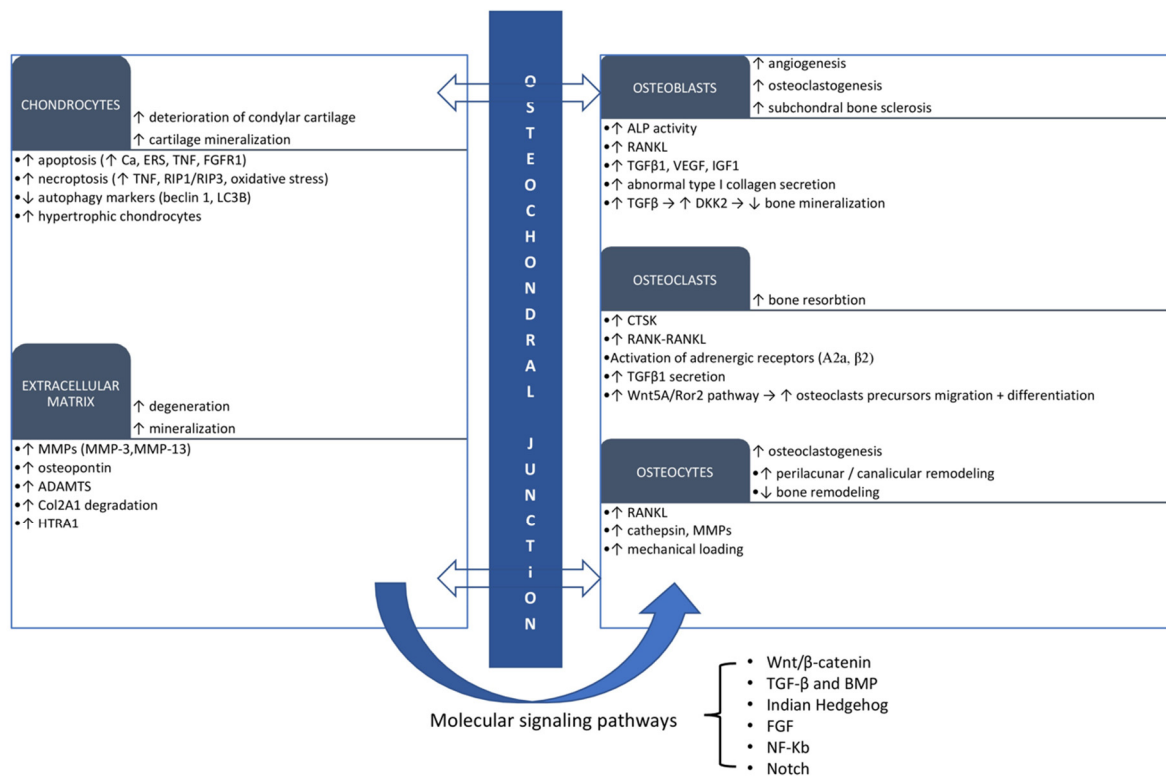 CHONDROCYTES
↑ deterioration of condylar cartilage
↑ cartilage mineralization
•↑ apoptosis (↑ Ca, ERS, TNF, FGFR1)
•↑ necroptosis (↑ TNF, RIP1/RIP3, oxidative stress)
•↓ autophagy markers (beclin 1, LC3B)
•↑ hypertrophic chondrocytes
EXTRACELLULAR
MATRIX
↑ degeneration
↑ mineralization
•↑ MMPs (MMP-3,MMP-13)
•↑ osteopontin
•↑ ADAMTS
•↑ Col2A1 degradation
•↑ HTRA1
OSTEOCHONDRAL JUNCTiON
OSTEOBLASTS
↑ angiogenesis
↑ osteoclastogenesis
↑ subchondral bone sclerosis
•↑ ALP activity
•↑ RANKL
•↑ TGFβ1, VEGF, IGF1
•↑ abnormal type I collagen secretion
•↑ TGFβ → ↑ DKK2 → ↓ bone mineralization
OSTEOCLASTS
↑ bone resorbtion
•↑ CTSK
•↑ RANK-RANKL
•Activation of adrenergic receptors (A2a, β2)
•↑ TGFβ1 secretion
•↑ Wnt5A/Ror2 pathway → ↑ osteoclasts precursors migration + differentiation
OSTEOCYTES
↑ osteoclastogenesis
•↑ perilacunar / canalicular remodeling
•↓ bone remodeling
•↑ RANKL
•↑ cathepsin, MMPs
•↑ mechanical loading
Molecular signaling pathways
• Wnt/β-catenin
• TGF-β and BMP
• Indian Hedgehog
• FGF
• NF-Kb
• Notch